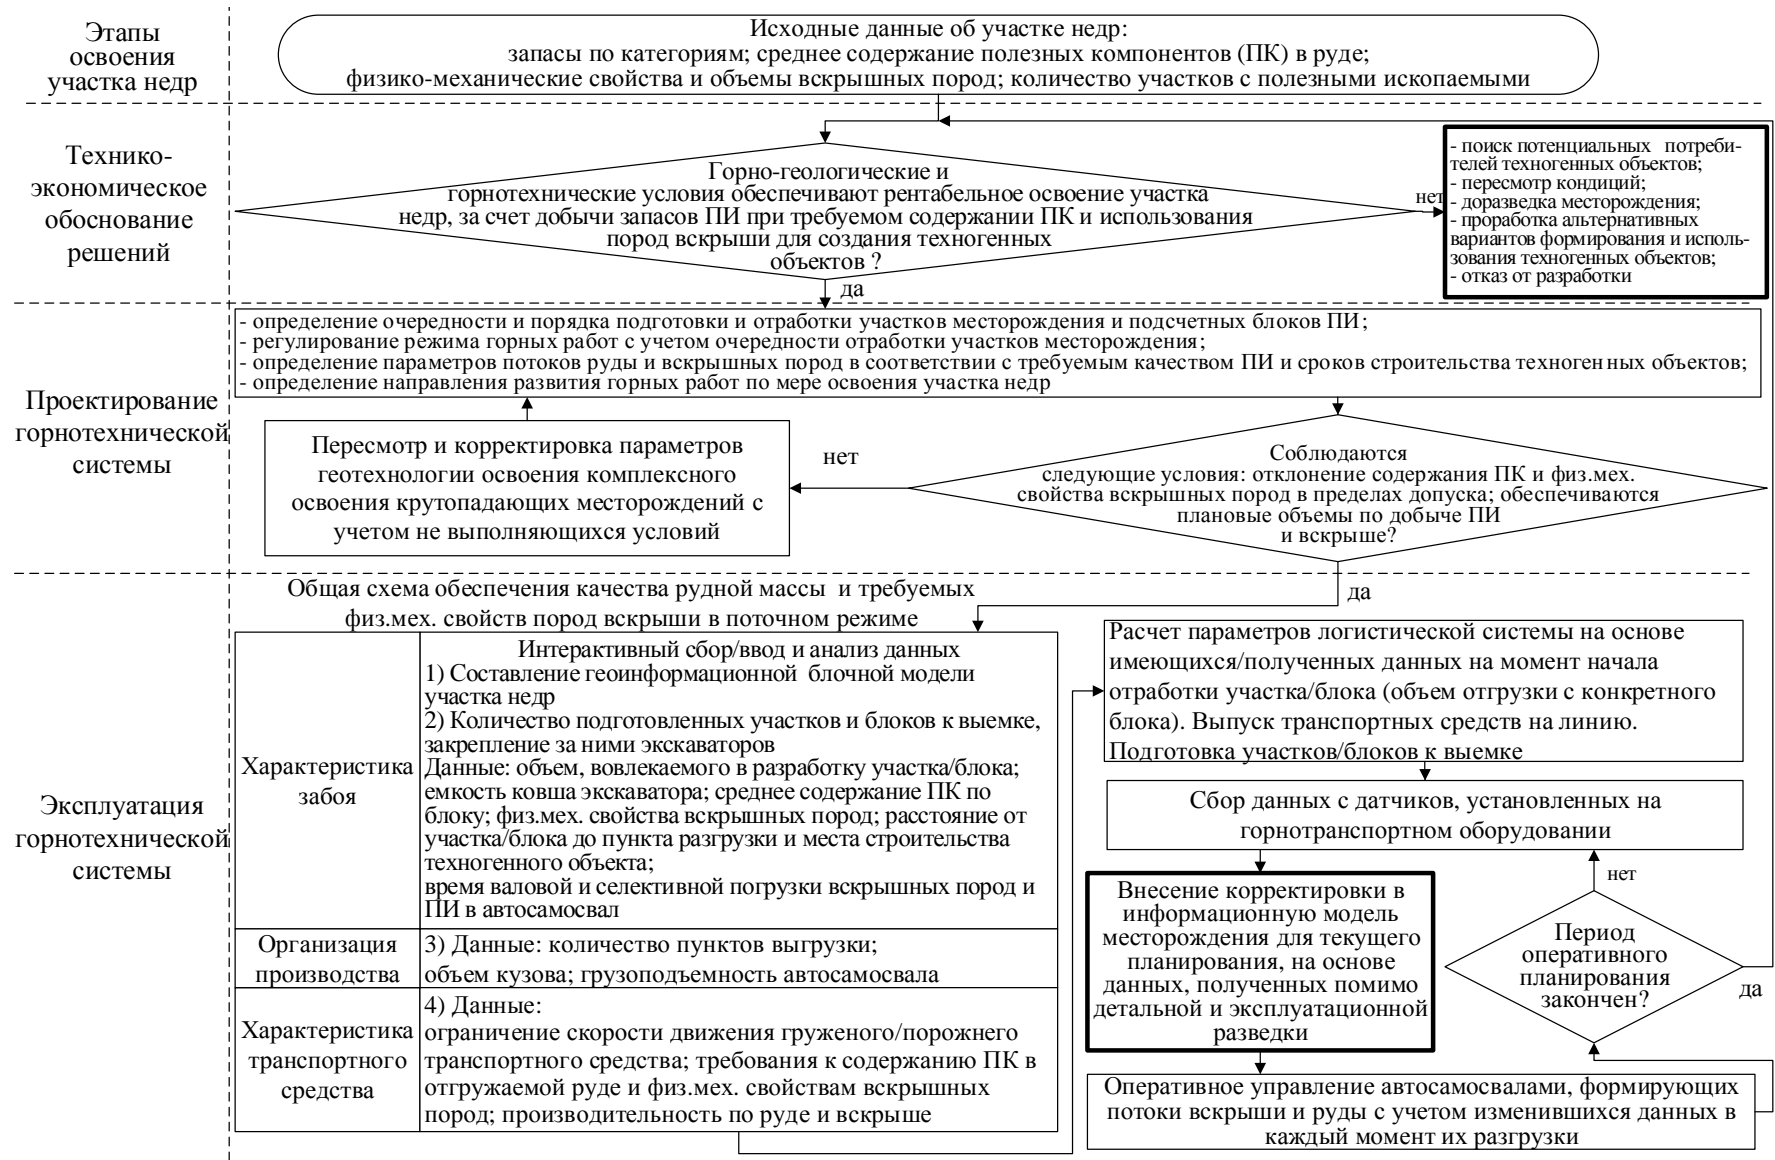 Этапы
освоения
участка недр
Исходные данные об участке недр:
запасы по категориям; среднее содержание полезных компонентов (ПК) в руде;
физико-механические свойства и объемы вскрышных пород; количество участков с полезными ископаемыми
Технико-
экономическое
обоснование
решений
Горно-геологические и
горнотехнические условия обеспечивают рентабельное освоение участка
недр, за счет добычи запасов ПИ при требуемом содержании ПК и использования
пород вскрыши для создания техногенных
объектов ?
нет
- поиск потенциальных потреби-
телей техногенных объектов;
- пересмотр кондиций;
- доразведка месторождения;
- проработка альтернативных
вариантов формирования и исполь-
зования техногенных объектов;
- отказ от разработки
да
Проектирование
горнотехнической
системы
- определение очередности и порядка подготовки и отработки участков месторождения и подсчетных блоков ПИ;
- регулирование режима горных работ с учетом очередности отработки участков месторождения;
- определение параметров потоков руды и вскрышных пород в соответствии с требуемым качеством ПИ и сроков строительства техногенных объектов;
- определение направления развития горных работ по мере освоения участка недр
Пересмотр и корректировка параметров
геотехнологии освоения комплексного
освоения крутопадающих месторождений с
учетом не выполняющихся условий
нет
Соблюдаются
следующие условия: отклонение содержания ПК и физ.мех.
свойства вскрышных пород в пределах допуска; обеспечиваются
плановые объемы по добыче ПИ
и вскрыше?
да
Эксплуатация
горнотехнической
системы
Общая схема обеспечения качества рудной массы и требуемых
физ.мех. свойств пород вскрыши в поточном режиме
Характеристика
забоя
Интерактивный сбор/ввод и анализ данных
1) Составление геоинформационной блочной модели
участка недр
2) Количество подготовленных участков и блоков к выемке,
закрепление за ними экскаваторов
Данные: объем, вовлекаемого в разработку участка/блока;
емкость ковша экскаватора; среднее содержание ПК по
блоку; физ.мех. свойства вскрышных пород; расстояние от
участка/блока до пункта разгрузки и места строительства
техногенного объекта;
время валовой и селективной погрузки вскрышных пород и
ПИ в автосамосвал
Организация
производства
3) Данные: количество пунктов выгрузки;
объем кузова; грузоподъемность автосамосвала
Характеристика
транспортного
средства
4) Данные:
ограничение скорости движения груженого/порожнего
транспортного средства; требования к содержанию ПК в
отгружаемой руде и физ.мех. свойствам вскрышных
пород; производительность по руде и вскрыше
Расчет параметров логистической системы на основе
имеющихся/полученных данных на момент начала
отработки участка/блока (объем отгрузки с конкретного
блока). Выпуск транспортных средств на линию.
Подготовка участков/блоков к выемке
Сбор данных с датчиков, установленных на
горнотранспортном оборудовании
Внесение корректировки в
информационную модель
месторождения для текущего
планирования, на основе
данных, полученных помимо
детальной и эксплуатационной
разведки
нет
Период
оперативного
планирования
закончен?
да
Оперативное управление автосамосвалами, формирующих
потоки вскрыши и руды с учетом изменившихся данных в
каждый момент их разгрузки